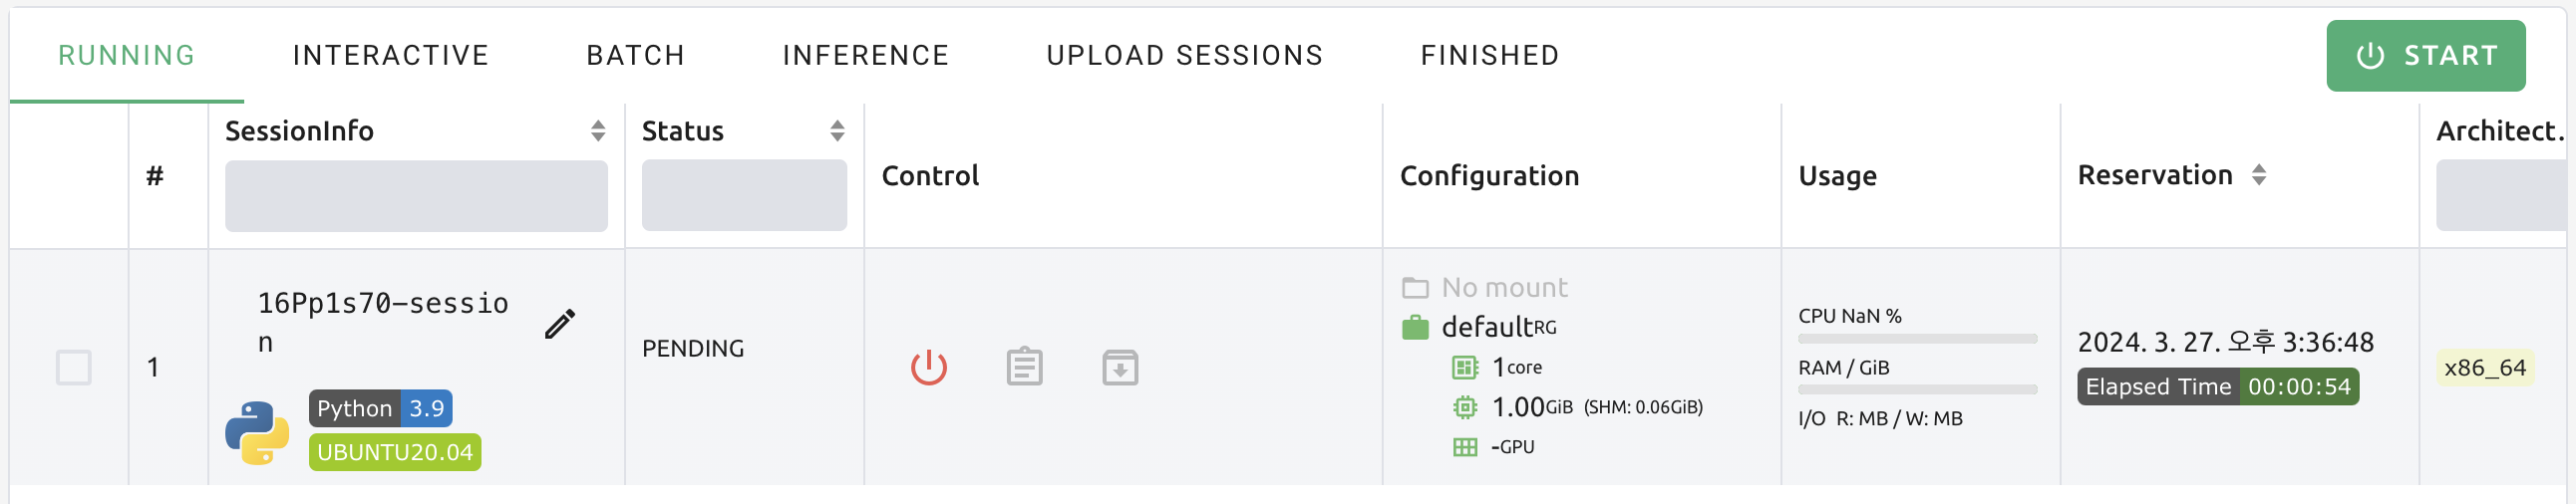 RUNNING INTERACTIVE BATCH INFERENCE UPLOAD SESSIONS FINISHED START
# SessionInfo Status Control Configuration Usage Reservation Architect.
1
16Pp1s70-sessio
n
Python 3.9
UBUNTU20.04
PENDING
No mount
defaultRG
1core
1.00GiB (SHM: 0.06GiB)
-GPU
CPU NaN %
RAM / GiB
I/O R: MB / W: MB
2024. 3. 27. 오후 3:36:48
Elapsed Time 00:00:54
x86_64